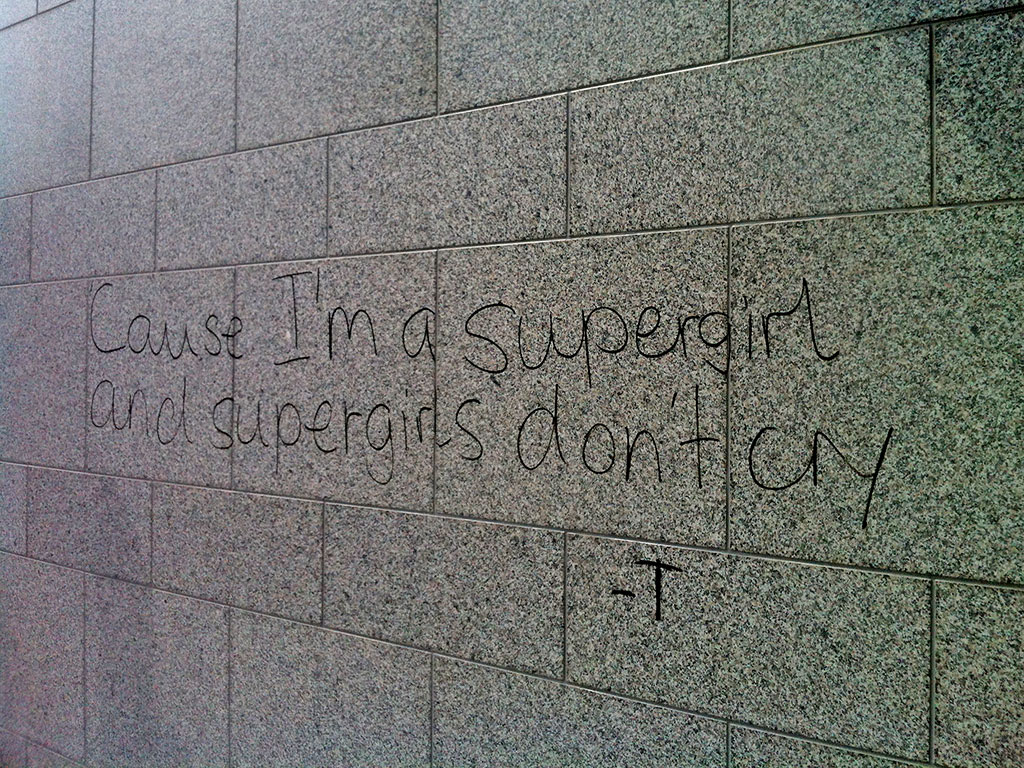 Cause I'm a supergirl
and supergirls don't cry
-T